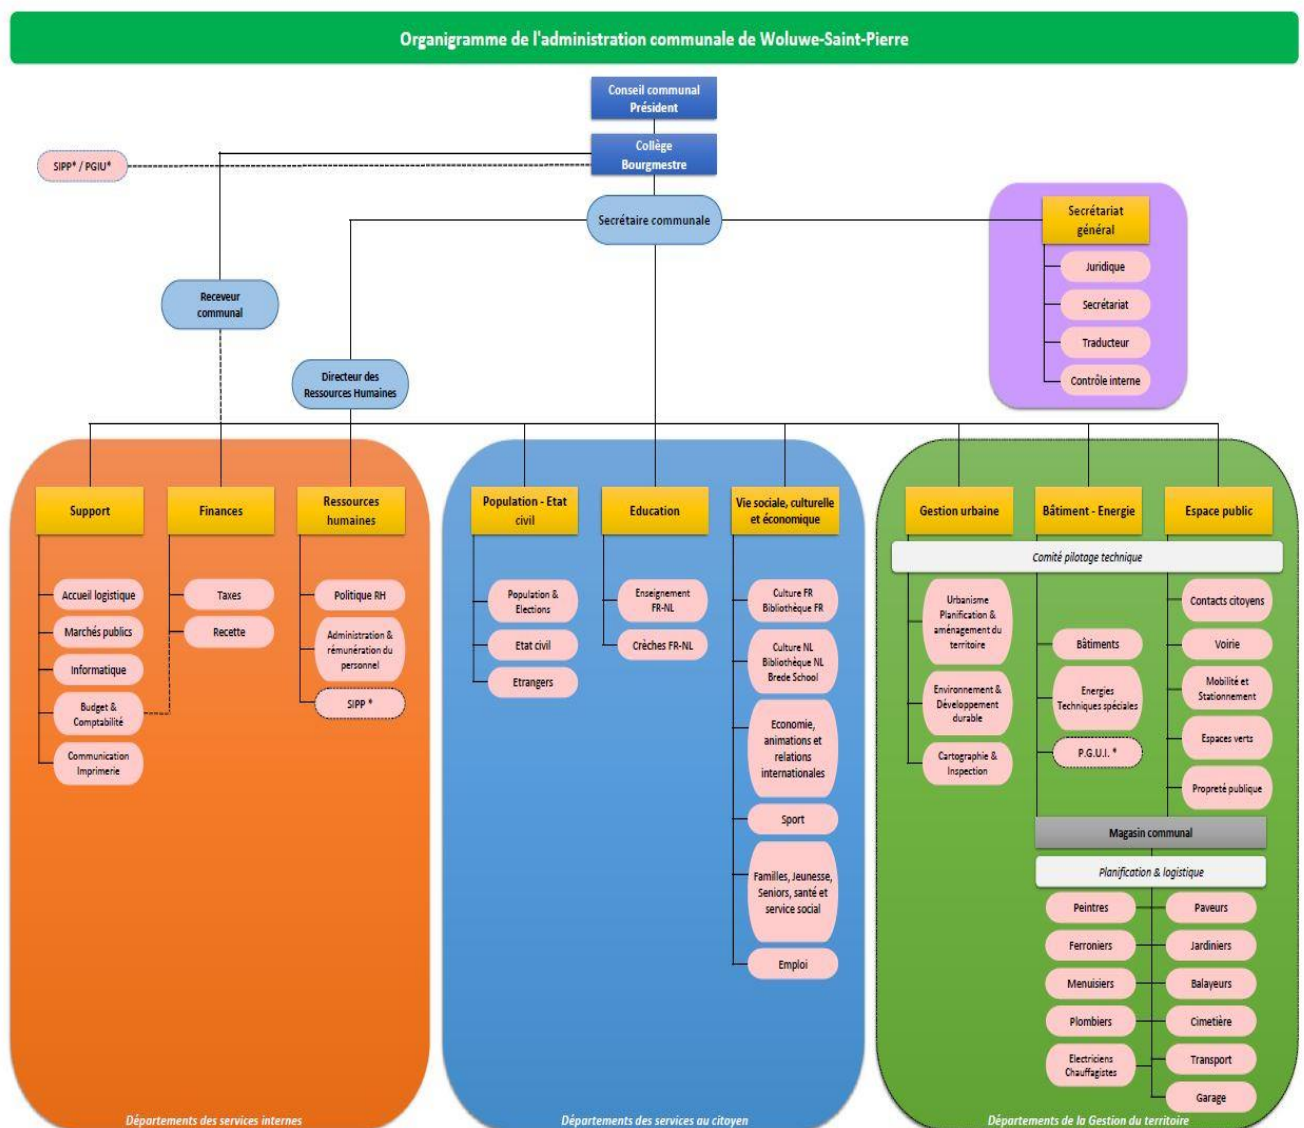 Organigramme de l'administration communale de Woluwe-Saint-Pierre
Conseil communal
Président
Collège
Bourgmestre
SIPP* / PGIU*
Secrétaire communale
Secrétariat
général
Juridique
Secrétariat
Traducteur
Contrôle interne
Receveur
communal
Directeur des
Ressources Humaines
Support
Accueil logistique
Marchés publics
Informatique
Budget &
Comptabilité
Communication
Imprimerie
Finances
Taxes
Recette
Ressources
humaines
Politique RH
Administration &
rémunération du
personnel
SIPP *
Départements des services internes
Population - Etat
civil
Population &
Elections
Etat civil
Etrangers
Education
Enseignement
FR-NL
Crèches FR-NL
Vie sociale, culturelle
et économique
Culture FR
Bibliothèque FR
Culture NL
Bibliothèque NL
Brede School
Economie,
animations et
relations
internationales
Sport
Familles, Jeunesse,
Seniors, santé et
service social
Emploi
Départements des services au citoyen
Gestion urbaine
Bâtiment - Energie
Espace public
Comité pilotage technique
Urbanisme
Planification &
aménagement du
territoire
Environnement &
Développement
durable
Cartographie &
Inspection
Bâtiments
Energies
Techniques spéciales
P.G.U.I. *
Contacts citoyens
Voirie
Mobilité et
Stationnement
Espaces verts
Propreté publique
Magasin communal
Planification & logistique
Peintres
Ferroniers
Menuisiers
Plombiers
Electriciens
Chauffagistes
Paveurs
Jardiniers
Balayeurs
Cimetière
Transport
Garage
Départements de la Gestion du territoire